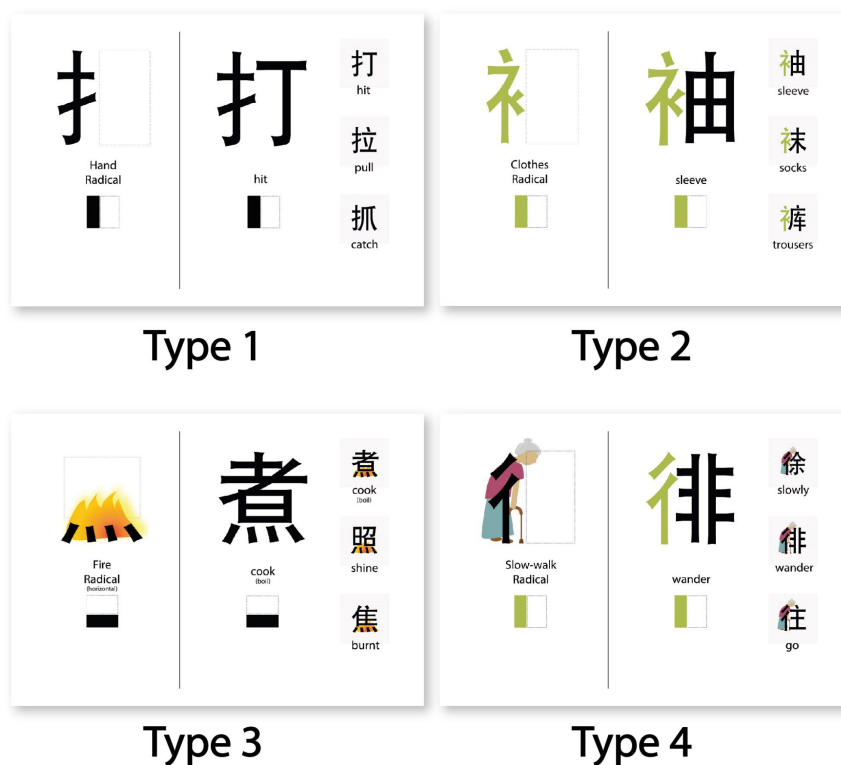 扌
Hand
Radical
打
hit
打
hit
拉
pull
抓
catch
Type 1
衤
Clothes
Radical
袖
sleeve
袖
sleeve
袜
socks
裤
trousers
Type 2
灬
Fire
Radical
(horizontal)
煮
cook
(boil)
煮
cook
(boil)
照
shine
焦
burnt
Type 3
彳
Slow-walk
Radical
徘
wander
徐
slowly
徘
wander
往
go
Type 4